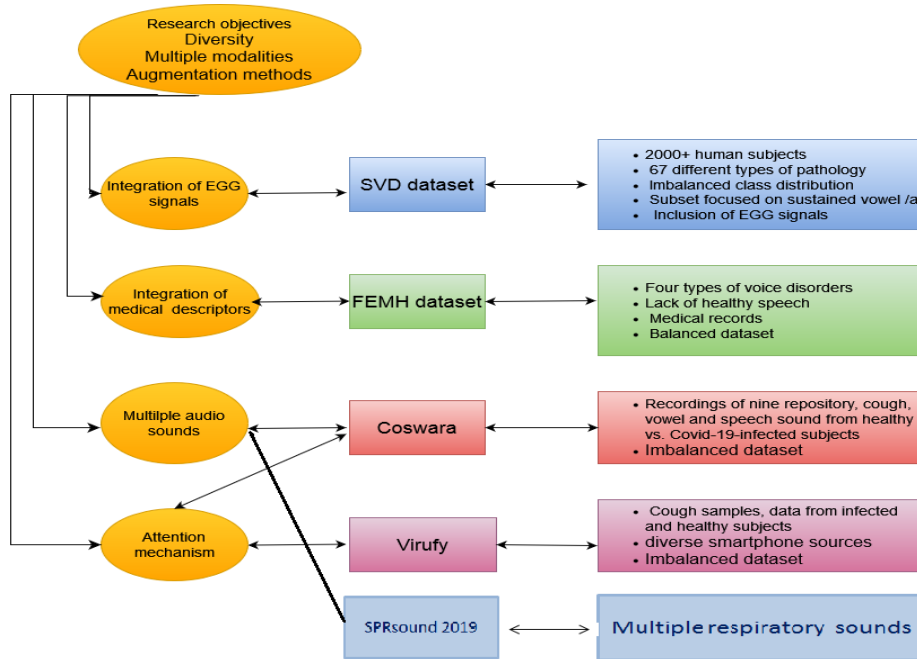 Research objectives
Diversity
Multiple modalities
Augmentation methods
Integration of EGG
signals
SVD dataset
• 2000+ human subjects
• 67 different types of pathology
• Imbalanced class distribution
• Subset focused on sustained vowel /a
• Inclusion of EGG signals
Integration of
medical descriptors
FEMH dataset
• Four types of voice disorders
• Lack of healthy speech
• Medical records
• Balanced dataset
Multilple audio
sounds
Coswara
• Recordings of nine repository, cough,
vowel and speech sound from healthy
vs. Covid-19-infected subjects
• Imbalanced dataset
Attention
mechanism
Virufy
• Cough samples, data from infected
and healthy subjects
• diverse smartphone sources
• Imbalanced dataset
SPRsound 2019
Multiple respiratory sounds